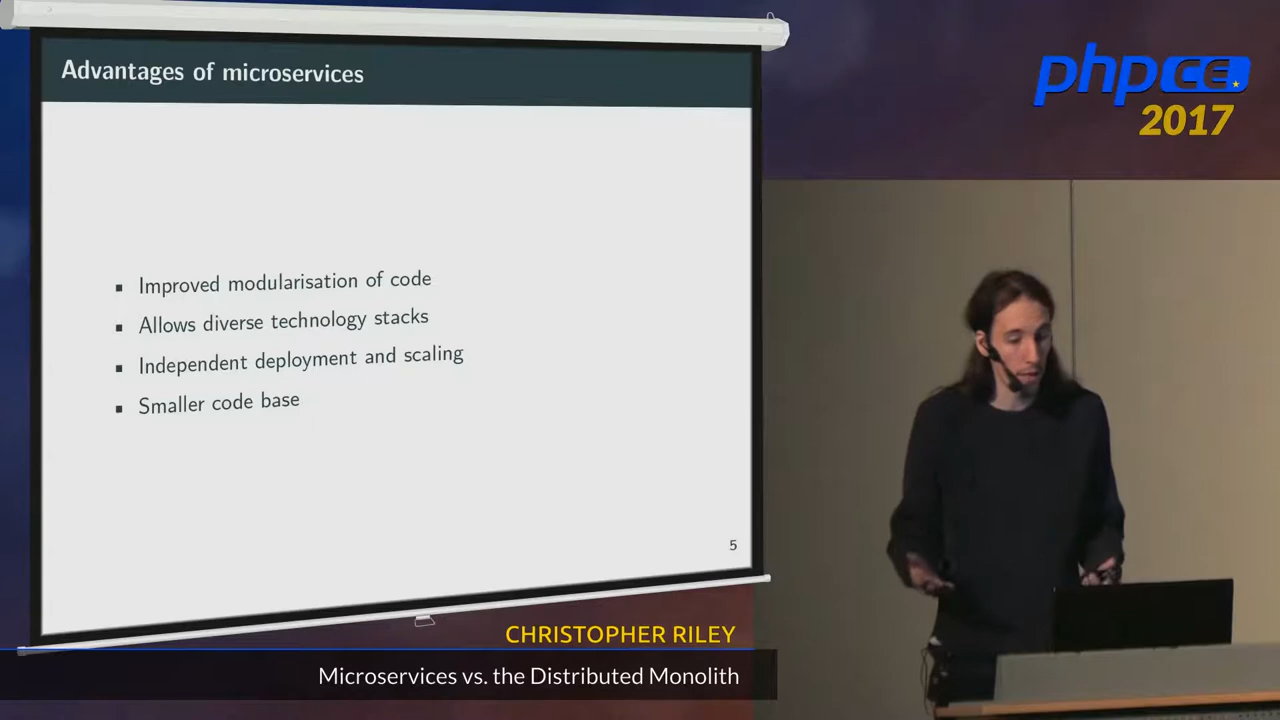 Advantages of microservices
Improved modularisation of code
Allows diverse technology stacks
Independent deployment and scaling
Smaller code base
5
phpCE
2017
CHRISTOPHER RILEY
Microservices vs. the Distributed Monolith